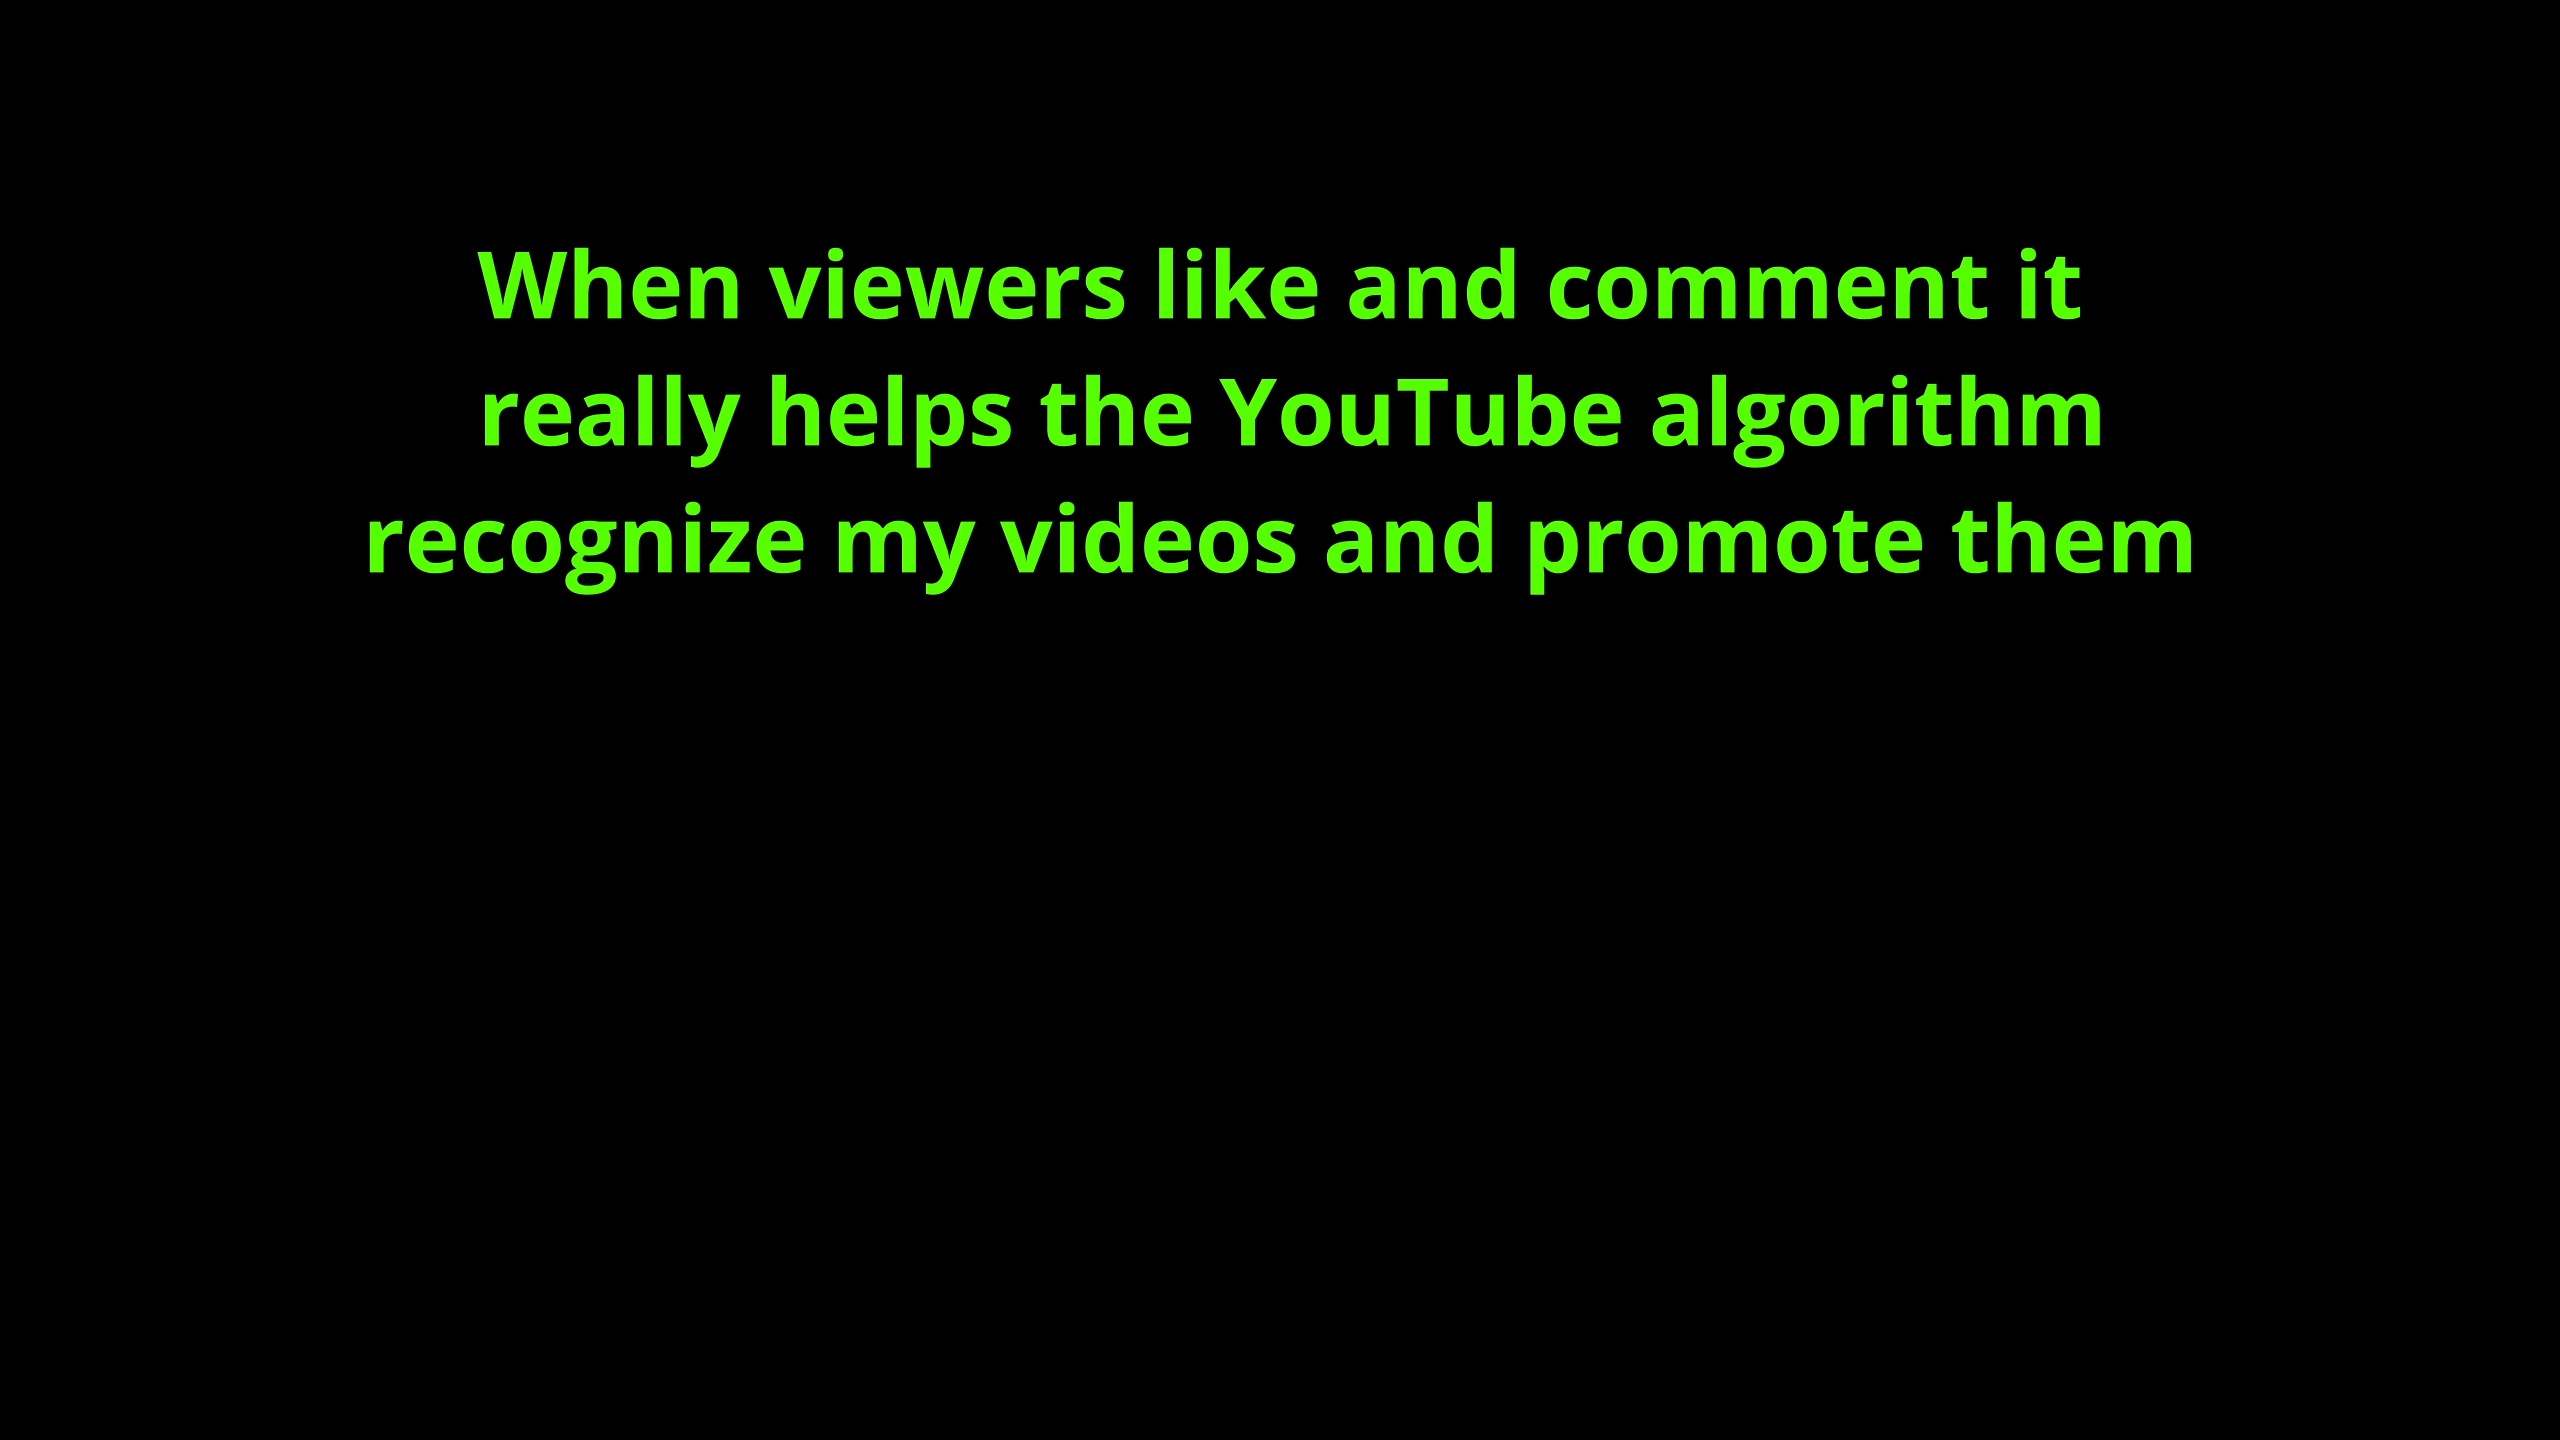 When viewers like and comment it
really helps the YouTube algorithm
recognize my videos and promote them